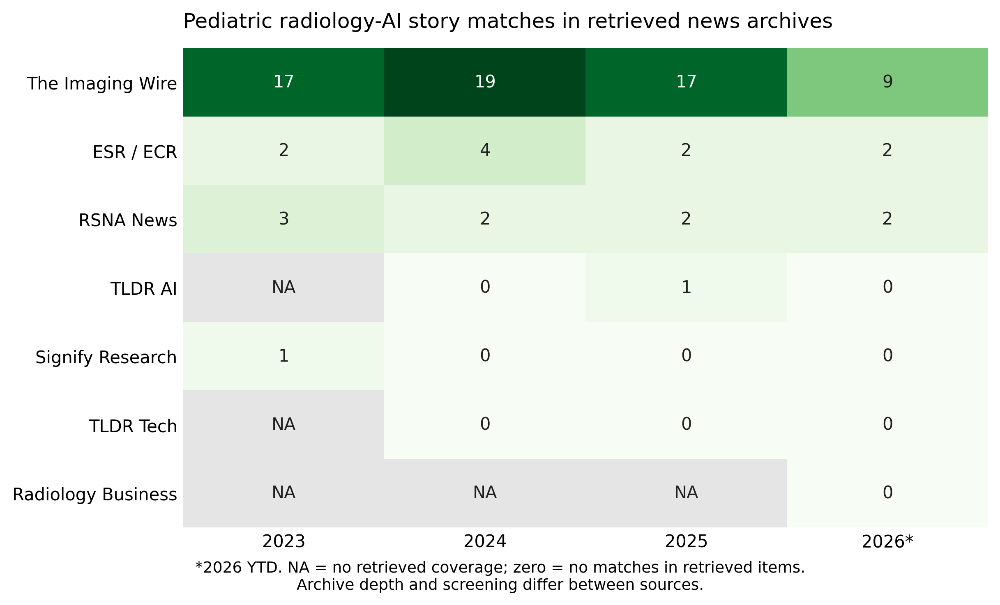 Pediatric radiology-AI story matches in retrieved news archives
The Imaging Wire 17 19 17 9
ESR / ECR 2 4 2 2
RSNA News 3 2 2 2
TLDR AI NA 0 1 0
Signify Research 1 0 0 0
TLDR Tech NA 0 0 0
Radiology Business NA NA NA 0
2023 2024 2025 2026*
*2026 YTD. NA = no retrieved coverage; zero = no matches in retrieved items.
Archive depth and screening differ between sources.